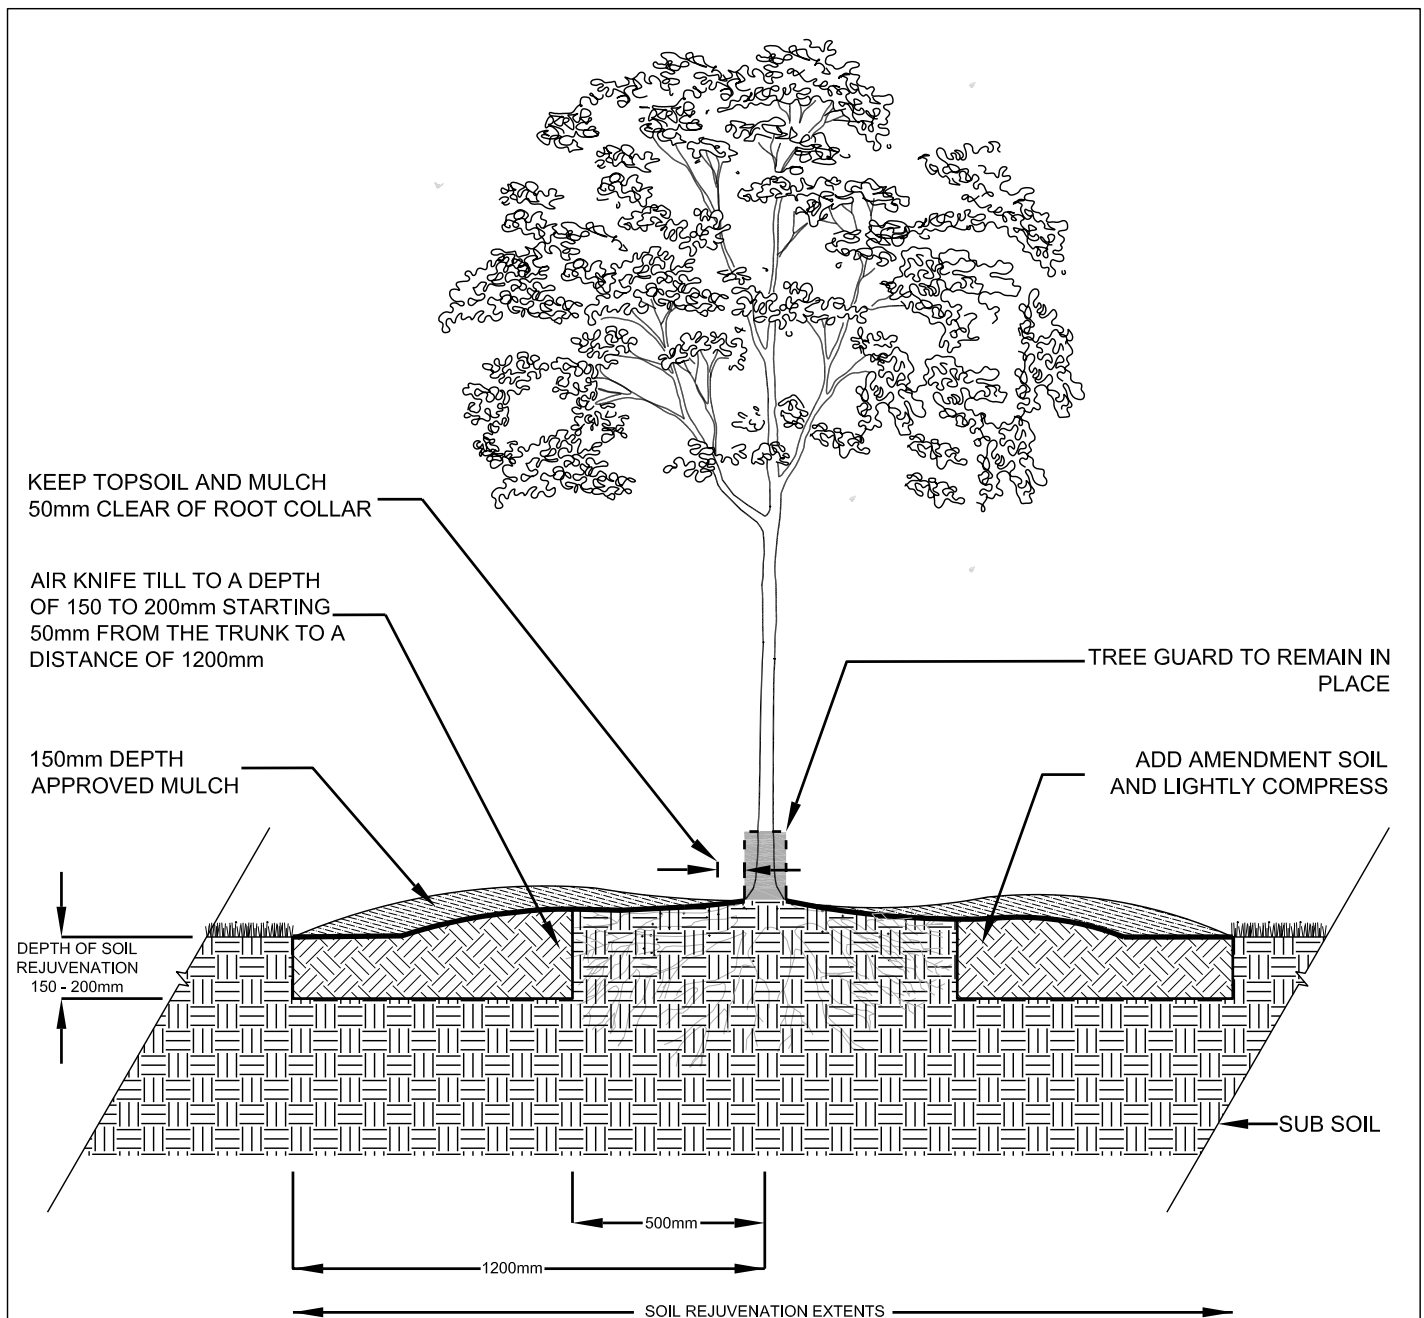 KEEP TOPSOIL AND MULCH
50mm CLEAR OF ROOT COLLAR
AIR KNIFE TILL TO A DEPTH
OF 150 TO 200mm STARTING
50mm FROM THE TRUNK TO A
DISTANCE OF 1200mm
TREE GUARD TO REMAIN IN
PLACE
150mm DEPTH
APPROVED MULCH
ADD AMENDMENT SOIL
AND LIGHTLY COMPRESS
DEPTH OF SOIL
REJUVENATION
150 - 200mm
SUB SOIL
500mm
1200mm
SOIL REJUVENATION EXTENTS